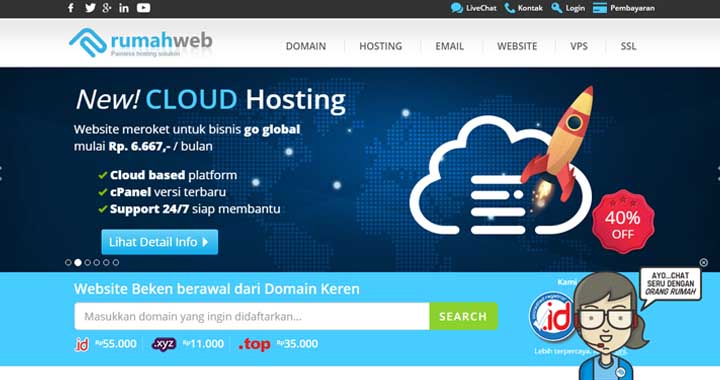 LiveChat Kontak Login Pembayaran
rumahweb
Painless hosting solution
DOMAIN HOSTING EMAIL WEBSITE VPS SSL
New! CLOUD Hosting
Website meroket untuk bisnis go global
mulai Rp. 6.667,- / bulan
Cloud based platform
cPanel versi terbaru
Support 24/7 siap membantu
Lihat Detail Info
40%
OFF
Website Beken berawal dari Domain Keren
Masukkan domain yang ingin didaftarkan...
SEARCH
.id Rp55.000 .xyz Rp11.000 .top Rp35.000
Kami
.id
Lebih terpercaya,
AYO...CHAT
SERU DENGAN
ORANG RUMAH